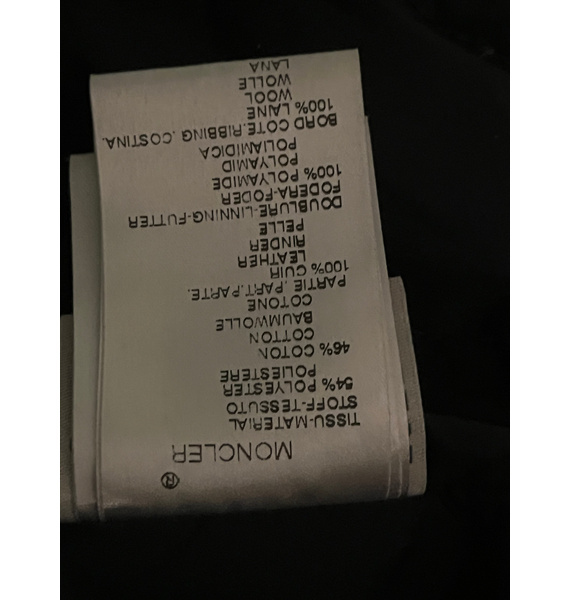 ®
MONCLER
TISSU-MATERIAL
STOFF-TESSUTO
54% POLYESTER
POLIESTERE
46% COTON
COTTON
BAUMWOLLE
COTONE
PARTIE . PART.PARTE.
100% CUIR
LEATHER
RINDER
PELLE
DOUBLURE-LINNING-FUTTER
FODERA-FODER
100% POLYAMIDE
POLYAMID
POLIAMIDICA
BORD COTE.RIBBING . COSTINA.
100% LAINE
WOOL
WOLLE
LANA